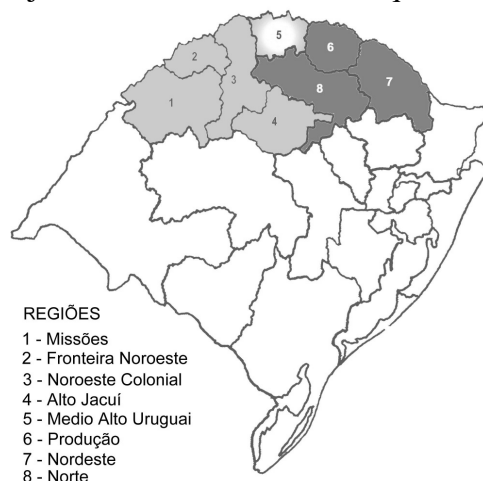 5
6
2
3
7
8
1
4
REGIÕES
1 - Missões
2 - Fronteira Noroeste
3 - Noroeste Colonial
4 - Alto Jacuí
5 - Medio Alto Uruguai
6 - Produção
7 - Nordeste
8 - Norte